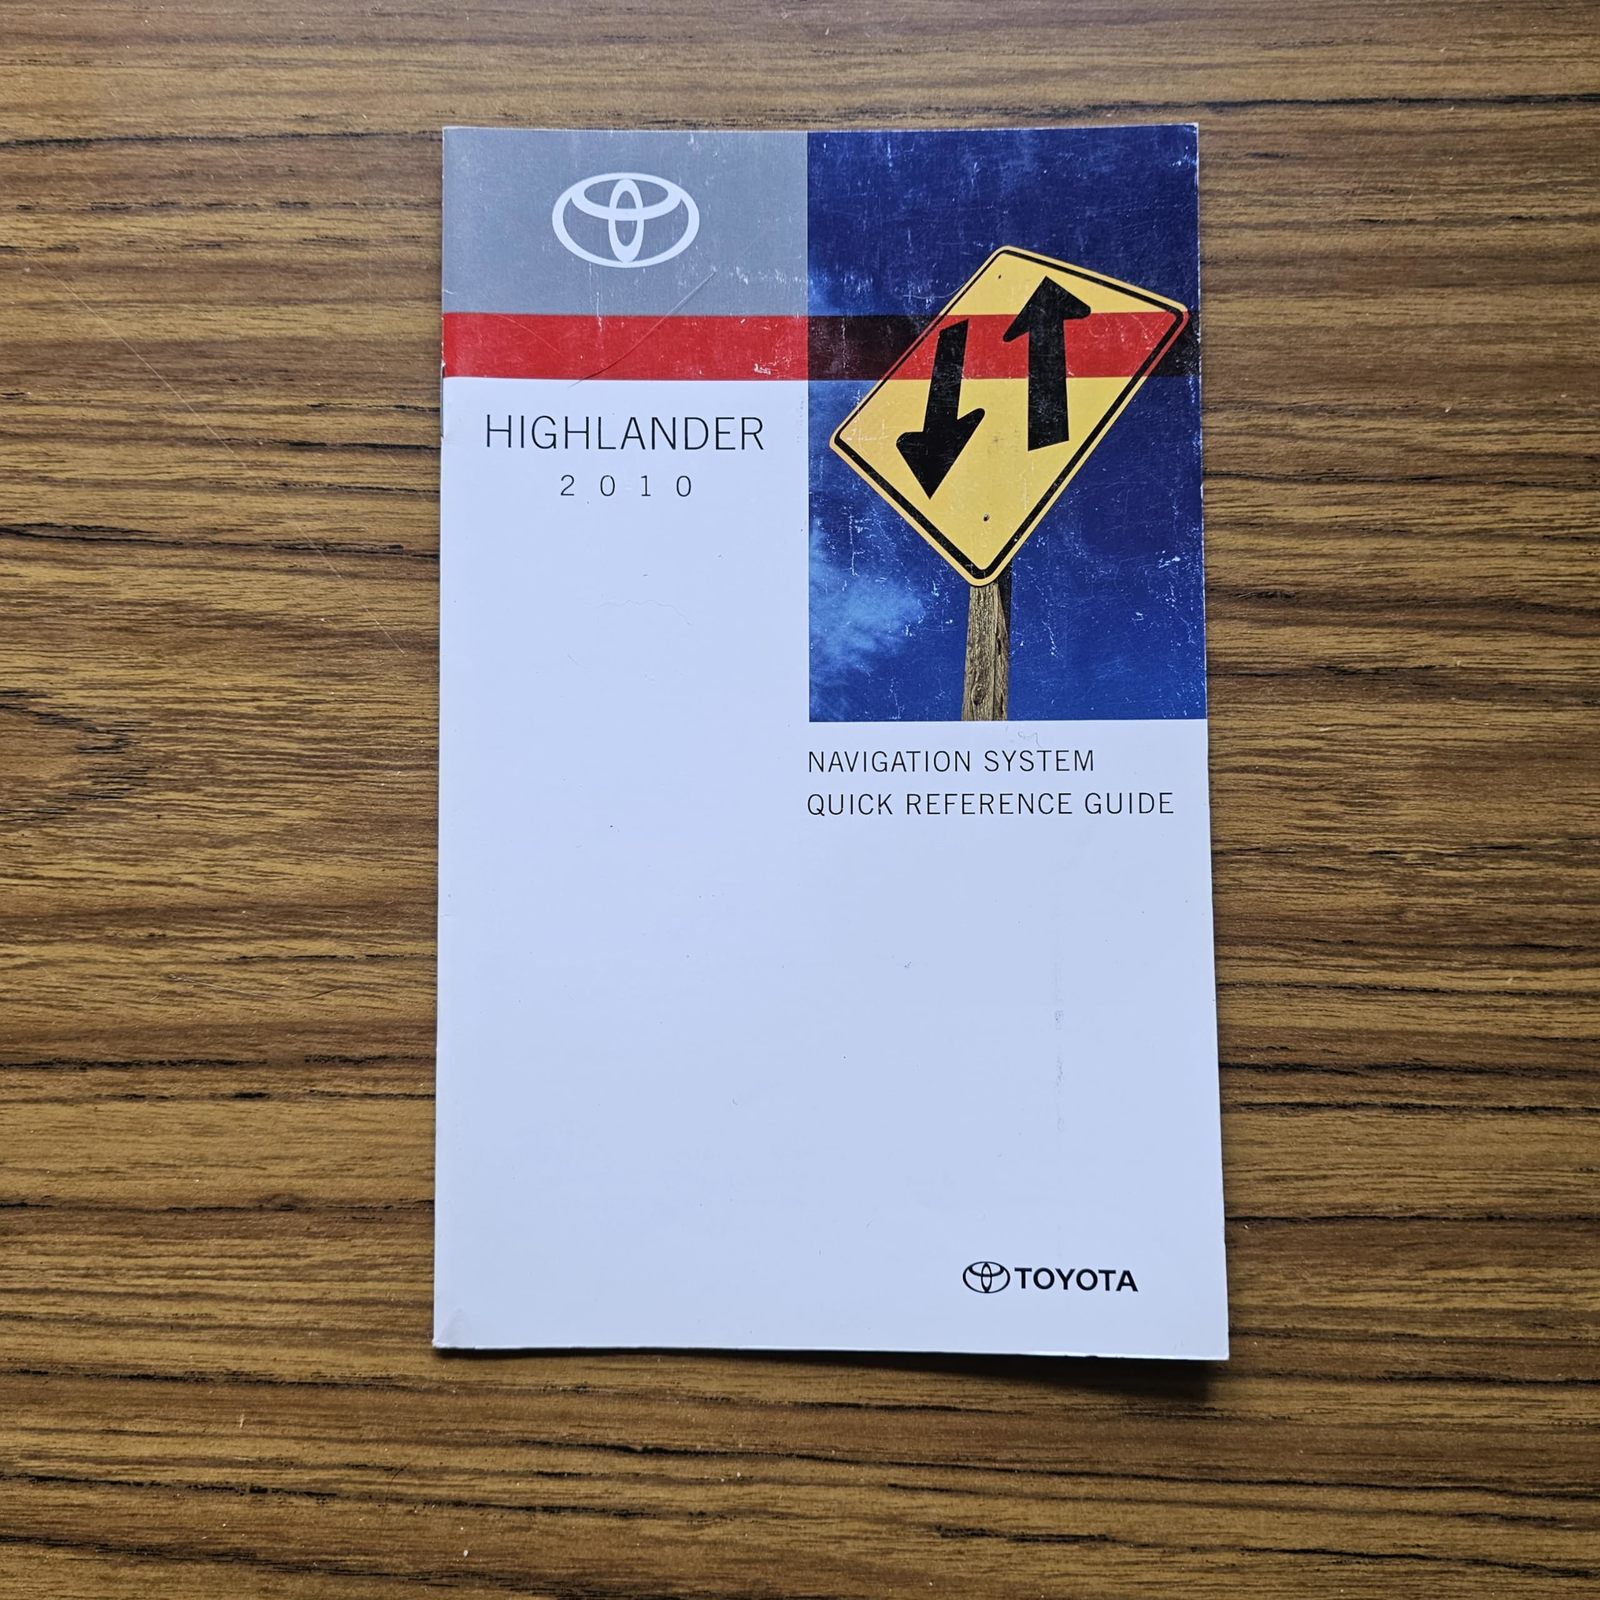 HIGHLANDER
2010
NAVIGATION SYSTEM
QUICK REFERENCE GUIDE
TOYOTA